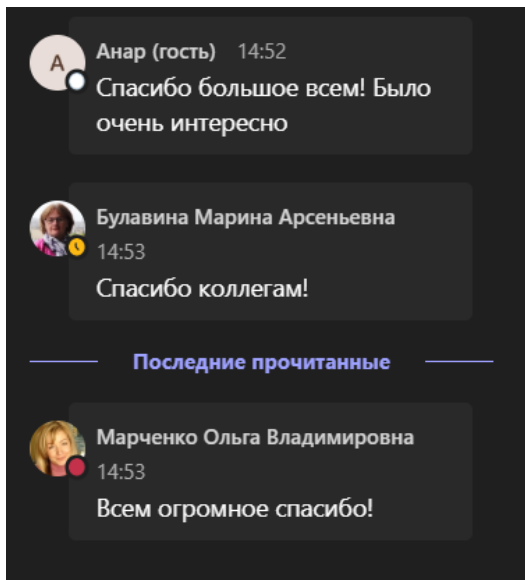 А
Анар (гость) 14:52
Спасибо большое всем! Было
очень интересно
Булавина Марина Арсеньевна
14:53
Спасибо коллегам!
Последние прочитанные
Марченко Ольга Владимировна
14:53
Всем огромное спасибо!